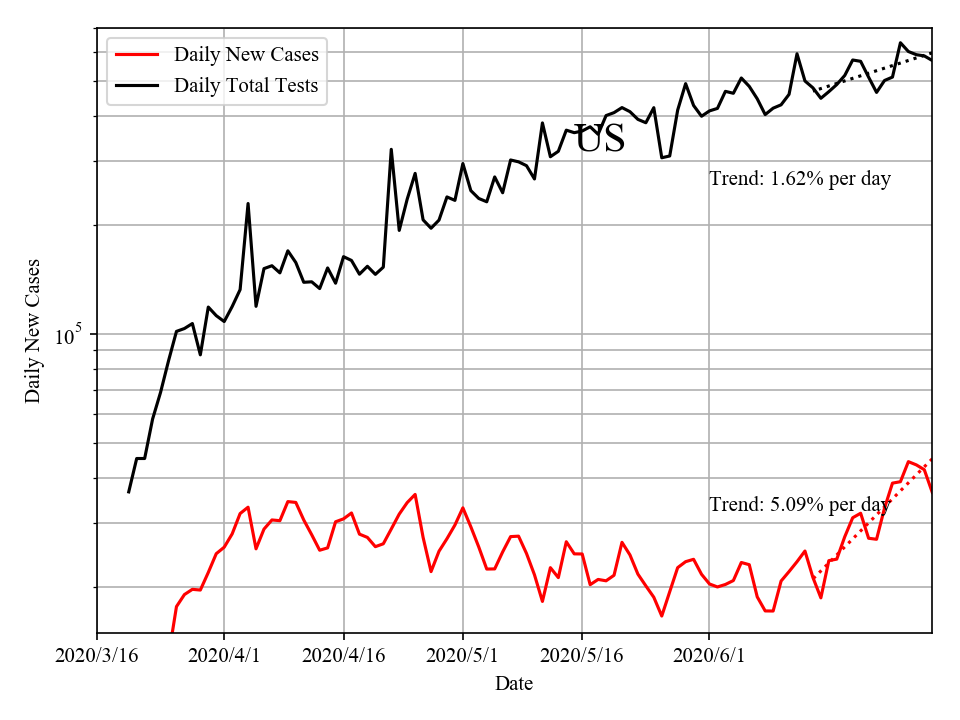 Daily New Cases
Daily Total Tests
US
Trend: 1.62% per day
Daily New Cases
10^5
Trend: 5.09% per day
2020/3/16 2020/4/1 2020/4/16 2020/5/1 2020/5/16 2020/6/1
Date